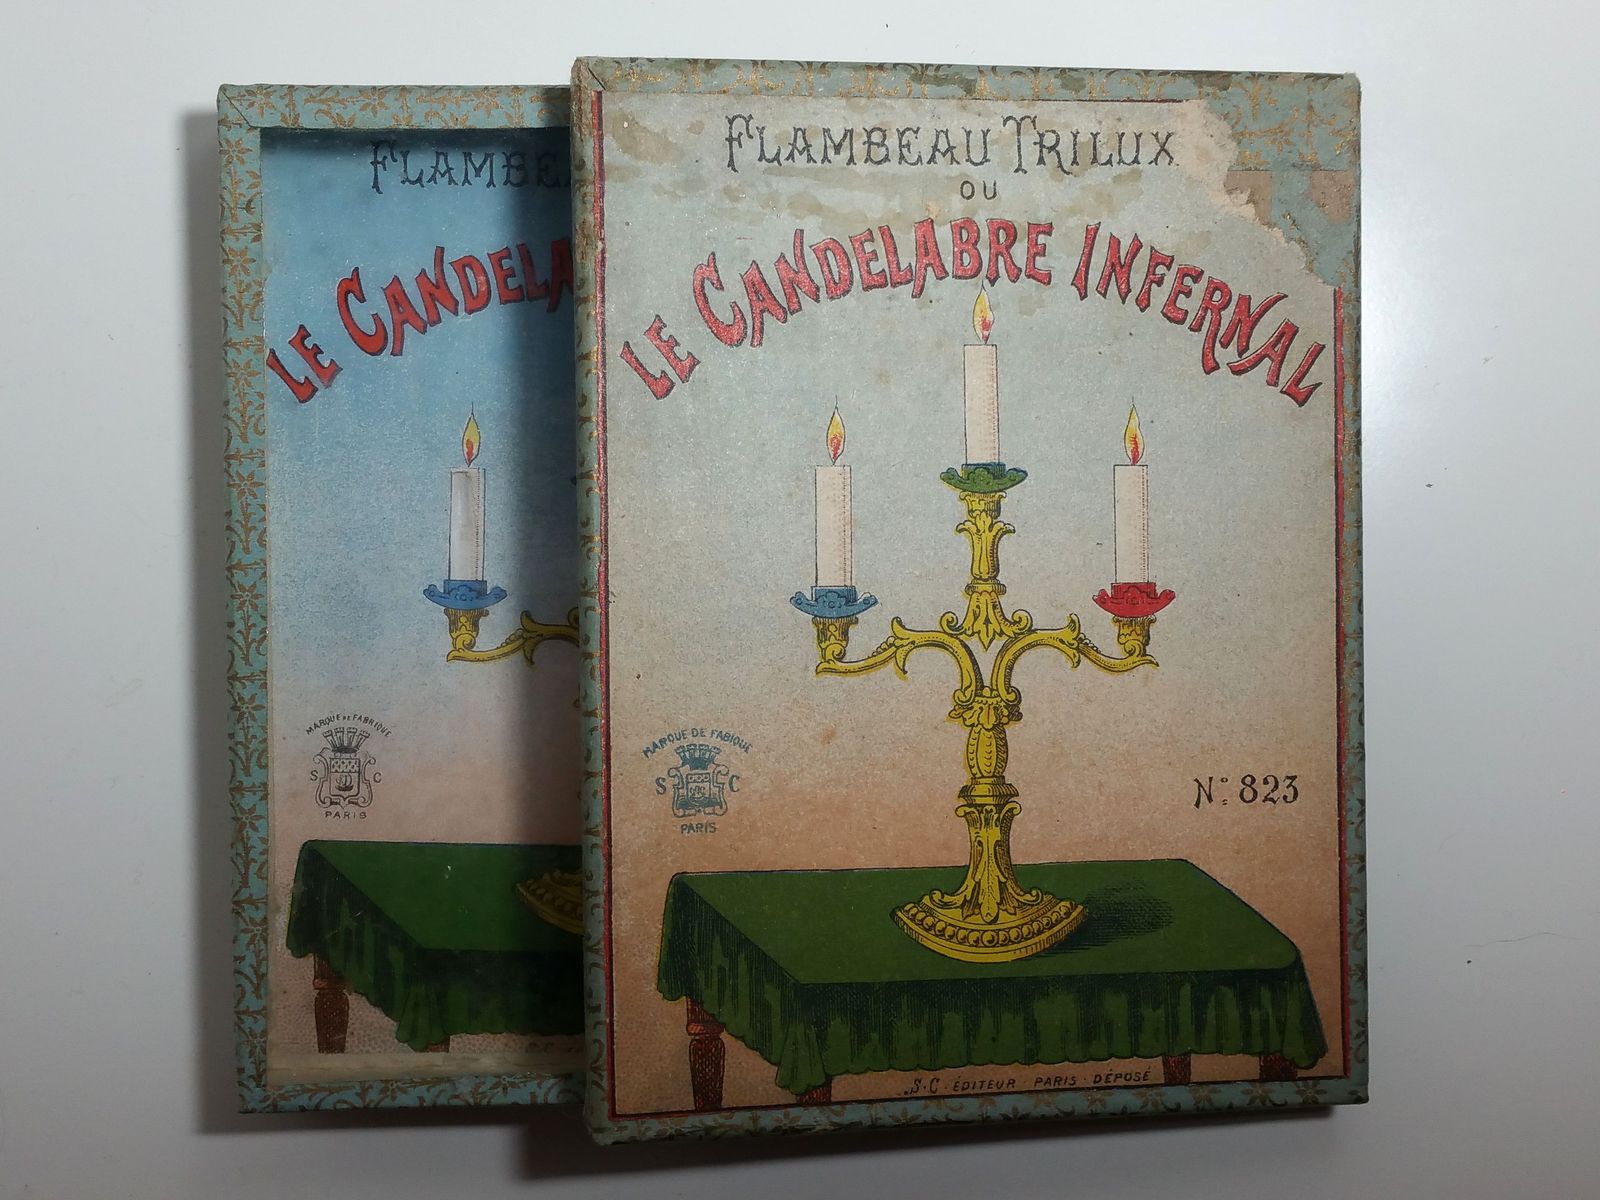 FLAMBEAU TRILUX
OU
LE CANDELABRE INFERNAL
MARQUE DE FABIQUE
S C
PARIS
N° 823
S. C. ÉDITEUR · PARIS · DÉPOSÉ
FLAMBE
LE CANDELA
MARQUE DE FABRIQUE
S C
PARIS